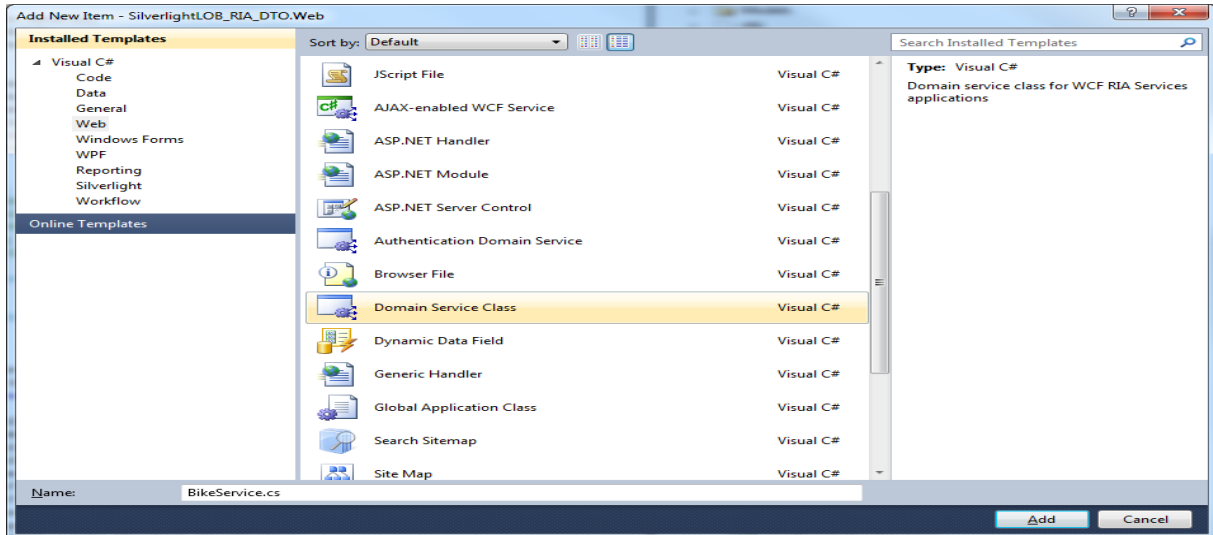 Add New Item - SilverlightLOB_RIA_DTO.Web
Installed Templates
Visual C#
Code
Data
General
Web
Windows Forms
WPF
Reporting
Silverlight
Workflow
Online Templates
Sort by: Default
JScript File Visual C#
AJAX-enabled WCF Service Visual C#
ASP.NET Handler Visual C#
ASP.NET Module Visual C#
ASP.NET Server Control Visual C#
Authentication Domain Service Visual C#
Browser File Visual C#
Domain Service Class Visual C#
Dynamic Data Field Visual C#
Generic Handler Visual C#
Global Application Class Visual C#
Search Sitemap Visual C#
Site Map Visual C#
Search Installed Templates
Type: Visual C#
Domain service class for WCF RIA Services
applications
Name: BikeService.cs
Add Cancel